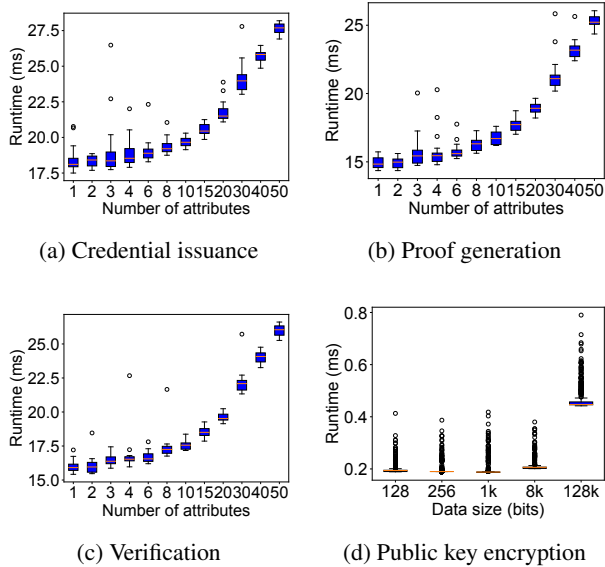 Runtime (ms)
27.5
25.0
22.5
20.0
17.5
1 2 3 4 6 8 10 15 20 30 40 50
Number of attributes
(a) Credential issuance
Runtime (ms)
25
20
15
1 2 3 4 6 8 10 15 20 30 40 50
Number of attributes
(b) Proof generation
Runtime (ms)
25.0
22.5
20.0
17.5
15.0
1 2 3 4 6 8 10 15 20 30 40 50
Number of attributes
(c) Verification
Runtime (ms)
0.8
0.6
0.4
0.2
128 256 1k 8k 128k
Data size (bits)
(d) Public key encryption